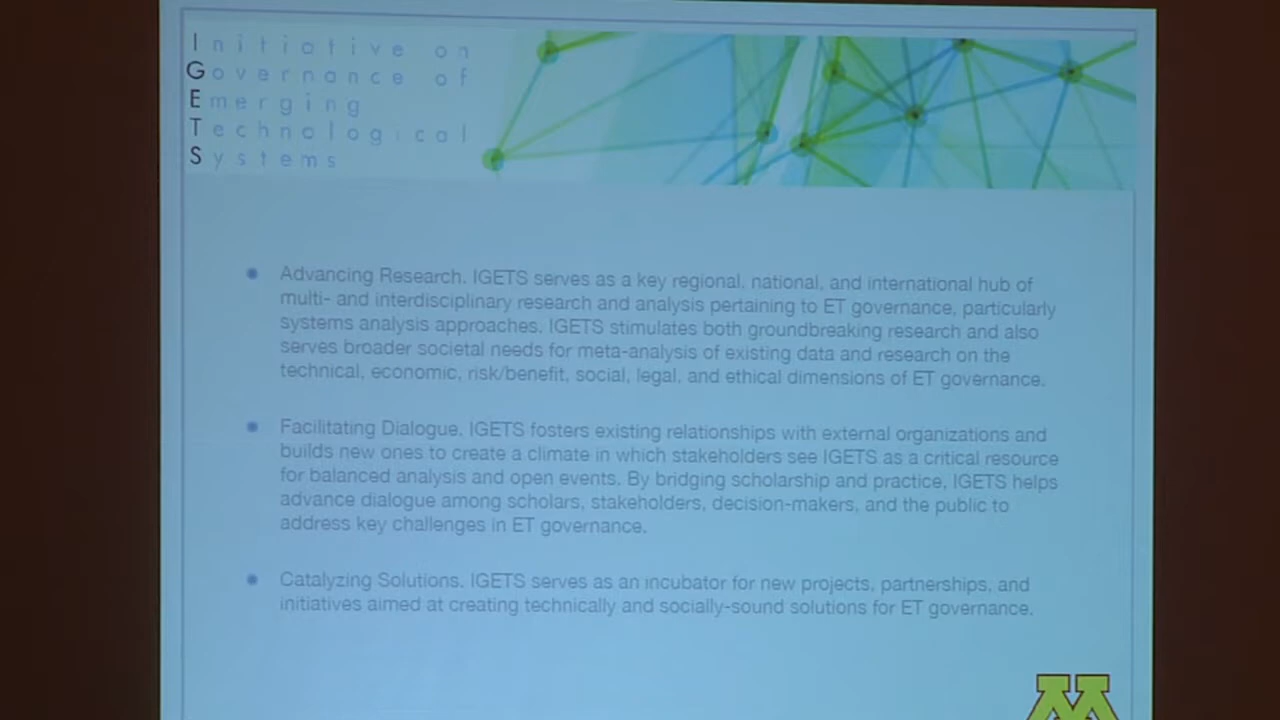 Initiative on
Governance of
Emerging
Technological
Systems
Advancing Research. IGETS serves as a key regional, national, and international hub of
multi- and interdisciplinary research and analysis pertaining to ET governance, particularly
systems analysis approaches. IGETS stimulates both groundbreaking research and also
serves broader societal needs for meta-analysis of existing data and research on the
technical, economic, risk/benefit, social, legal, and ethical dimensions of ET governance.
Facilitating Dialogue. IGETS fosters existing relationships with external organizations and
builds new ones to create a climate in which stakeholders see IGETS as a critical resource
for balanced analysis and open events. By bridging scholarship and practice, IGETS helps
advance dialogue among scholars, stakeholders, decision-makers, and the public to
address key challenges in ET governance.
Catalyzing Solutions. IGETS serves as an incubator for new projects, partnerships, and
initiatives aimed at creating technically and socially-sound solutions for ET governance.
M